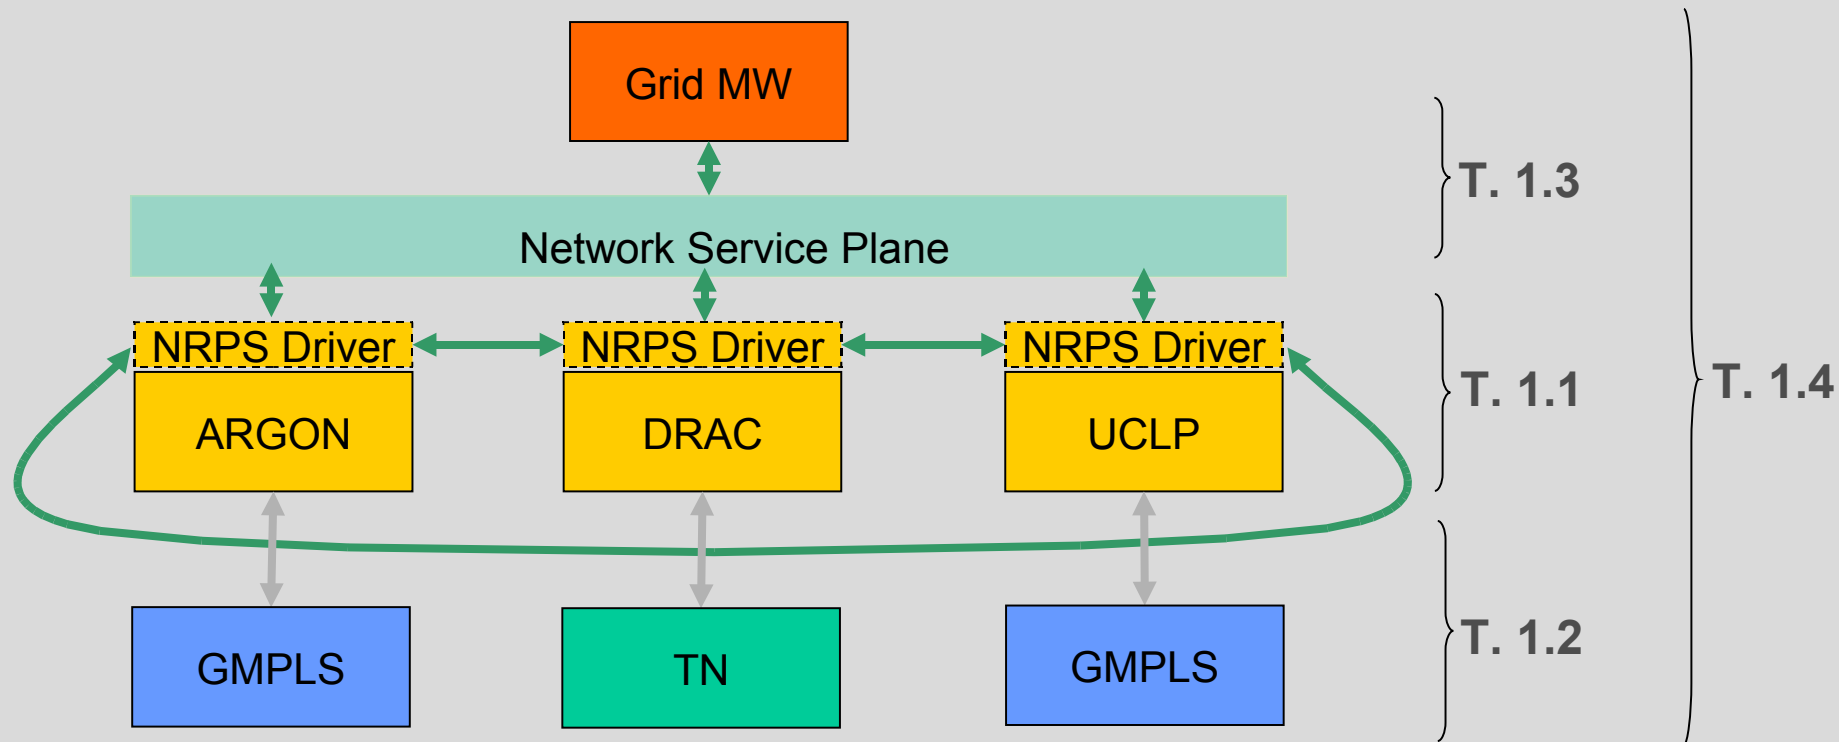 Grid MW
T. 1.3
Network Service Plane
NRPS Driver
NRPS Driver
NRPS Driver
T. 1.1
T. 1.4
ARGON
DRAC
UCLP
T. 1.2
GMPLS
TN
GMPLS